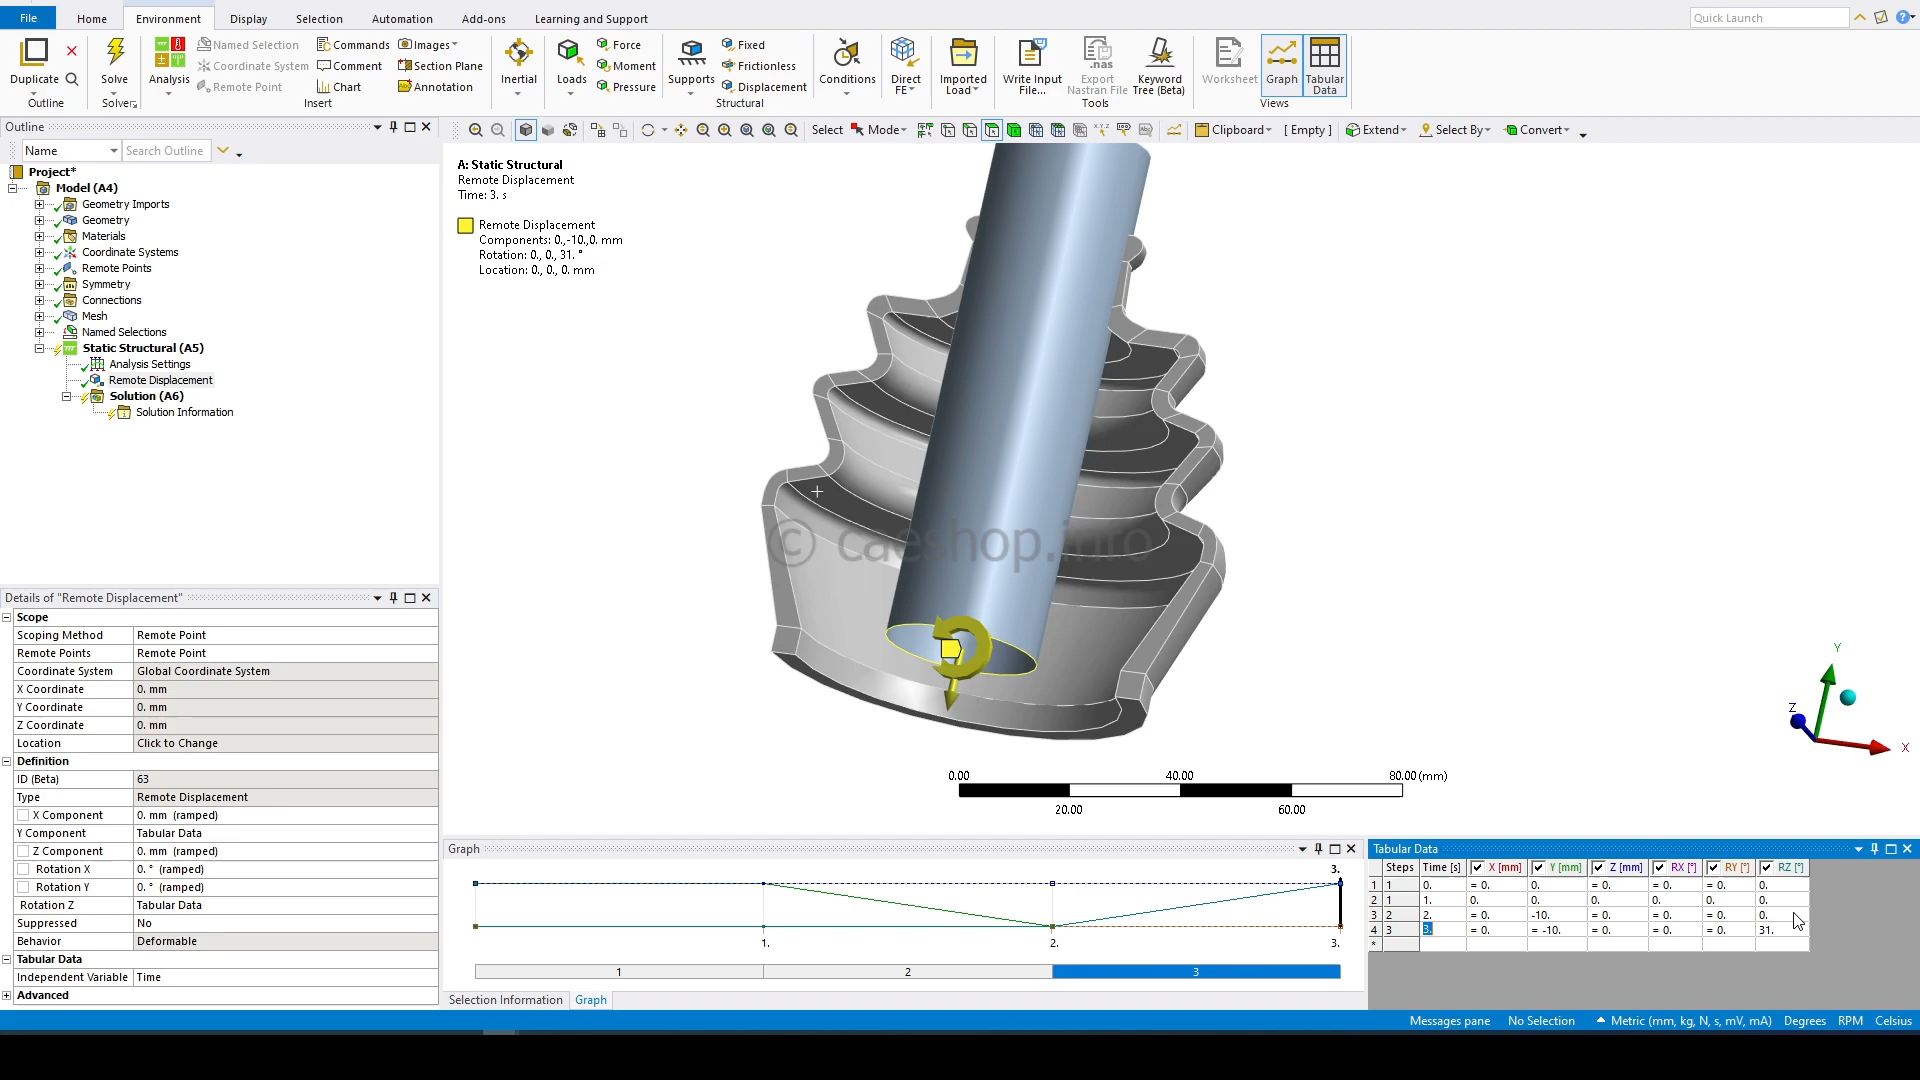 File Home Environment Display Selection Automation Add-ons Learning and Support Quick Launch
Duplicate Solve Analysis Named Selection Commands Images Inertial Loads Force Supports Fixed Conditions Direct FE Imported Load Write Input File... Export Nastran File Keyword Tree (Beta) Worksheet Graph Tabular Data
.nas
Coordinate System Comment Section Plane Moment Frictionless
Remote Point Chart Annotation Pressure Displacement
Outline Solver Insert Structural Tools Views
Outline
Name Search Outline
Select Mode Clipboard [ Empty ] Extend Select By Convert
Project*
Model (A4)
Geometry Imports
Geometry
Materials
Coordinate Systems
Remote Points
Symmetry
Connections
Mesh
Named Selections
Static Structural (A5)
Analysis Settings
Remote Displacement
Solution (A6)
Solution Information
A: Static Structural
Remote Displacement
Time: 3. s
Remote Displacement
Components: 0.,-10.,0. mm
Rotation: 0., 0., 31. °
Location: 0., 0., 0. mm
© caeshop.info
Y
Z
X
0.00 40.00 80.00 (mm)
20.00 60.00
Details of "Remote Displacement"
Scope
Scoping Method Remote Point
Remote Points Remote Point
Coordinate System Global Coordinate System
X Coordinate 0. mm
Y Coordinate 0. mm
Z Coordinate 0. mm
Location Click to Change
Definition
ID (Beta) 63
Type Remote Displacement
X Component 0. mm (ramped)
Y Component Tabular Data
Z Component 0. mm (ramped)
Rotation X 0. ° (ramped)
Rotation Y 0. ° (ramped)
Rotation Z Tabular Data
Suppressed No
Behavior Deformable
Tabular Data
Independent Variable Time
Advanced
Graph
3.
1. 2. 3.
1 2 3
Selection Information Graph
Tabular Data
Steps Time [s] X [mm] Y [mm] Z [mm] RX [°] RY [°] RZ [°]
1 1 0. = 0. 0. = 0. = 0. = 0. 0.
2 1 1. 0. 0. 0. 0. 0. 0.
3 2 2. = 0. -10. = 0. = 0. = 0. 0.
4 3 3. = 0. = -10. = 0. = 0. = 0. 31.
*
Messages pane No Selection Metric (mm, kg, N, s, mV, mA) Degrees RPM Celsius